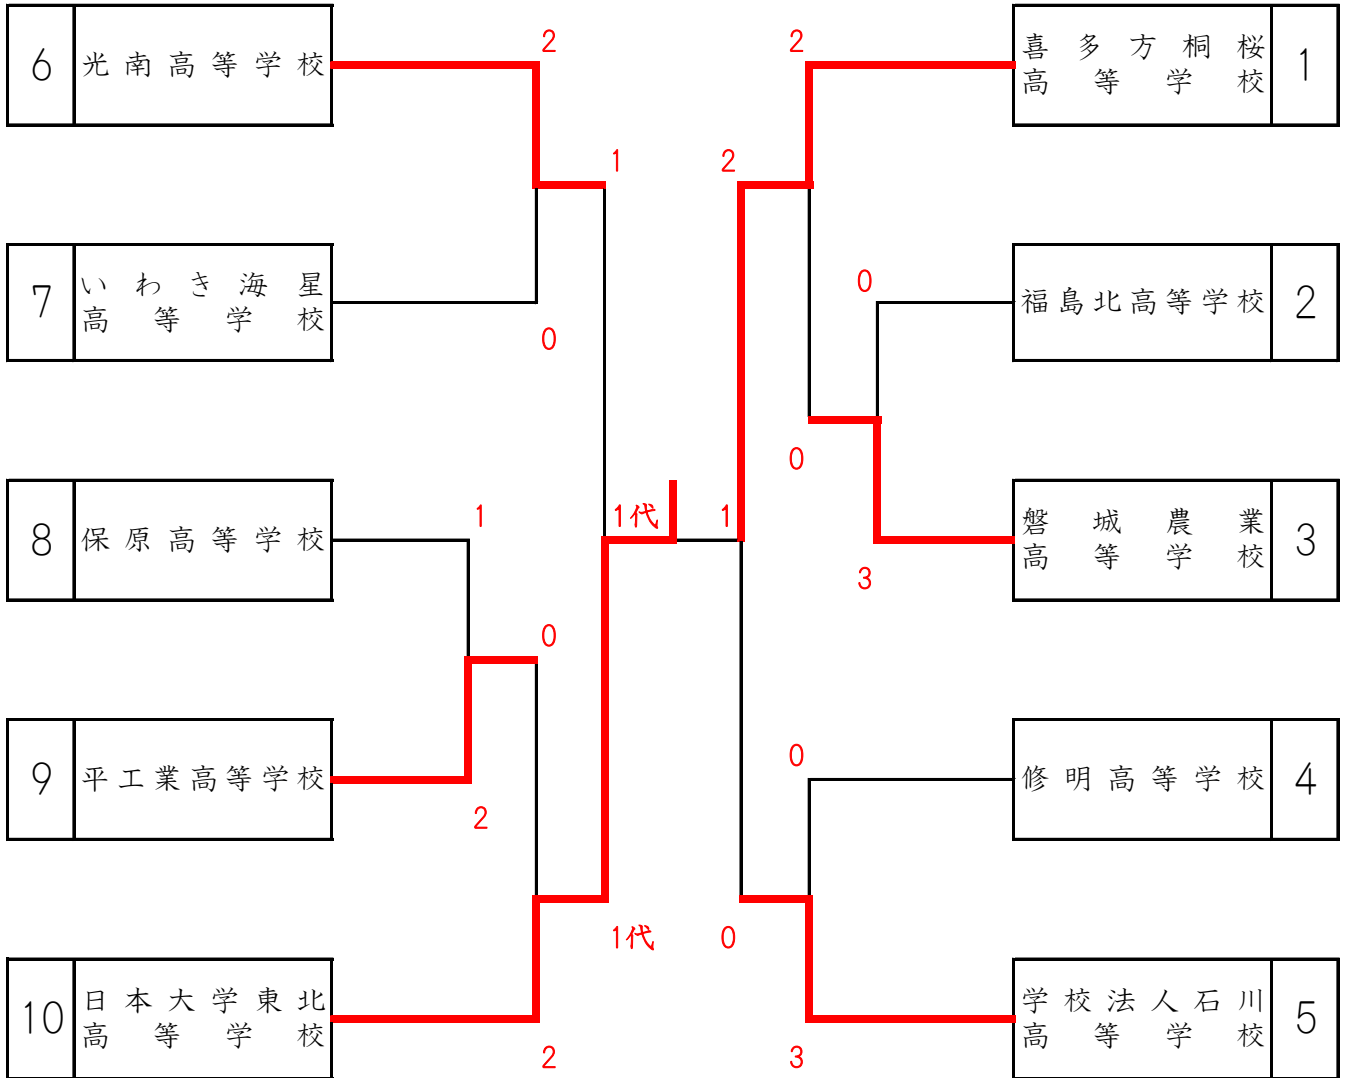 6 光南高等学校
2
2
喜多方桐桜
高等学校
1
1
2
7
いわき海星
高等学校
0
0
福島北高等学校 2
8 保原高等学校
1
1代
1
0
磐城農業
高等学校
3
3
0
9 平工業高等学校
2
0
修明高等学校 4
1代
0
10
日本大学東北
高等学校
2
3
学校法人石川
高等学校
5